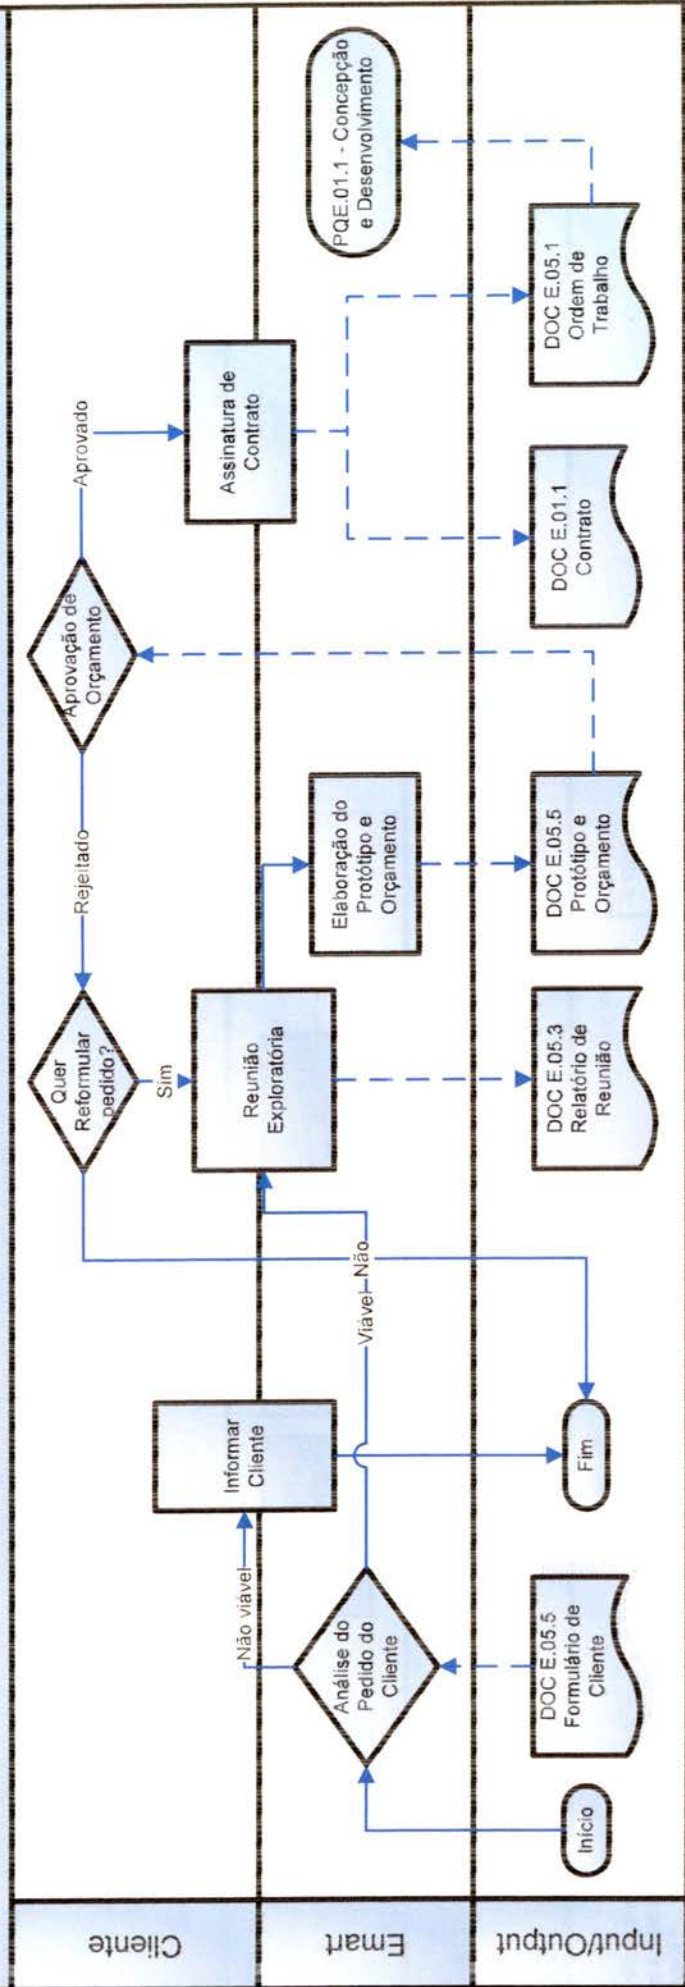 Cliente
Quer
Reformular
pedido?
Rejeitado
Aprovação de
Orçamento
Aprovado
Não viável
Informar
Cliente
Sim
Reunião
Exploratória
Assinatura de
Contrato
Emart
Análise do
Pedido do
Cliente
Viável
Não
Elaboração do
Protótipo e
Orçamento
PQE.01.1 - Concepção
e Desenvolvimento
Input/Output
Início
DOC E.05.5
Formulário de
Cliente
Fim
DOC E.05.3
Relatório de
Reunião
DOC E.05.5
Protótipo e
Orçamento
DOC E.01.1
Contrato
DOC E.05.1
Ordem de
Trabalho